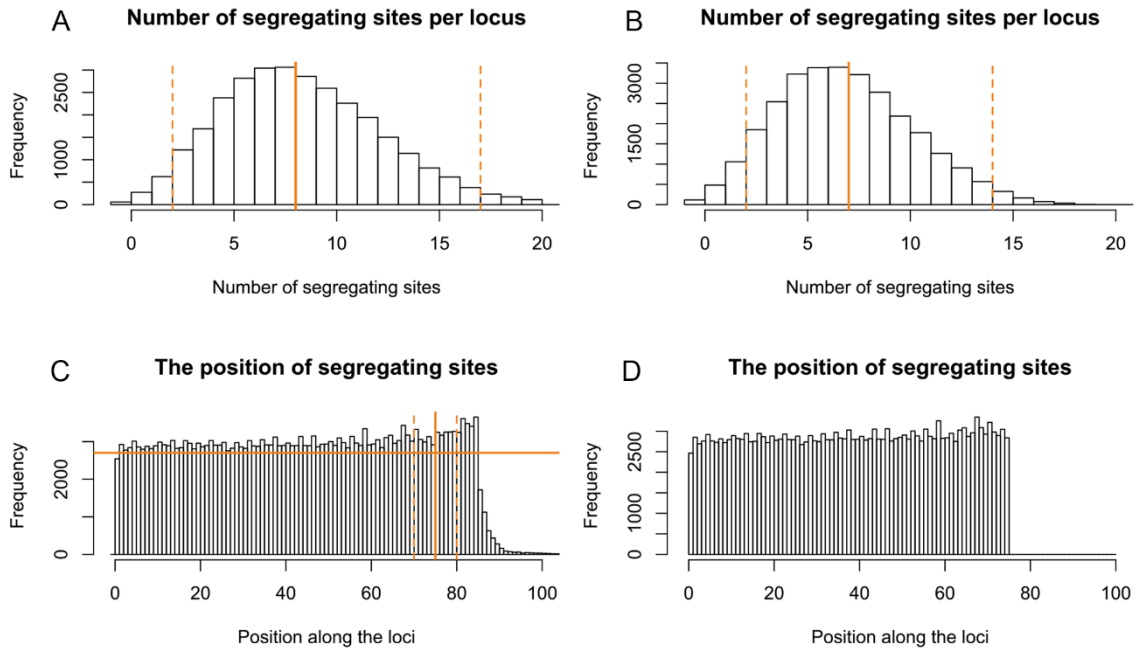 A
Number of segregating sites per locus
Frequency
0
1000
2500
0
5
10
15
20
Number of segregating sites
B
Number of segregating sites per locus
Frequency
0
1500
3000
0
5
10
15
20
Number of segregating sites
C
The position of segregating sites
Frequency
0
2000
0
20
40
60
80
100
Position along the loci
D
The position of segregating sites
Frequency
0
1000
2500
0
20
40
60
80
100
Position along the loci